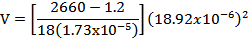 V = [ (2660 − 1.2) / (18(1.73x10⁻⁵)) ] (18.92x10⁻⁶)²